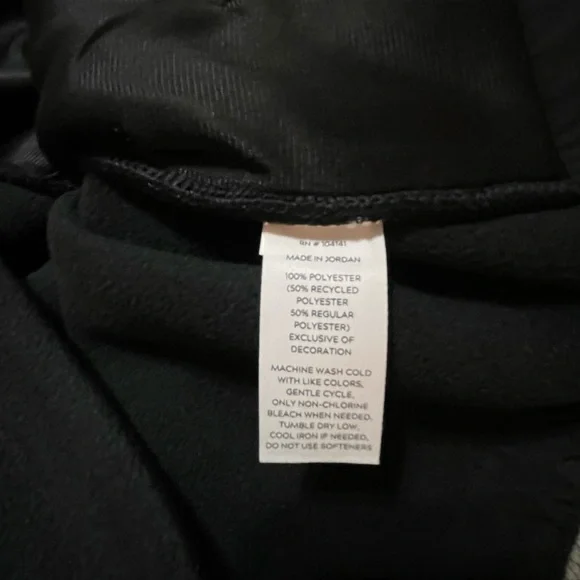 RN # 104141
MADE IN JORDAN
100% POLYESTER
(50% RECYCLED
POLYESTER
50% REGULAR
POLYESTER)
EXCLUSIVE OF
DECORATION
MACHINE WASH COLD
WITH LIKE COLORS,
GENTLE CYCLE,
ONLY NON-CHLORINE
BLEACH WHEN NEEDED,
TUMBLE DRY LOW,
COOL IRON IF NEEDED,
DO NOT USE SOFTENERS